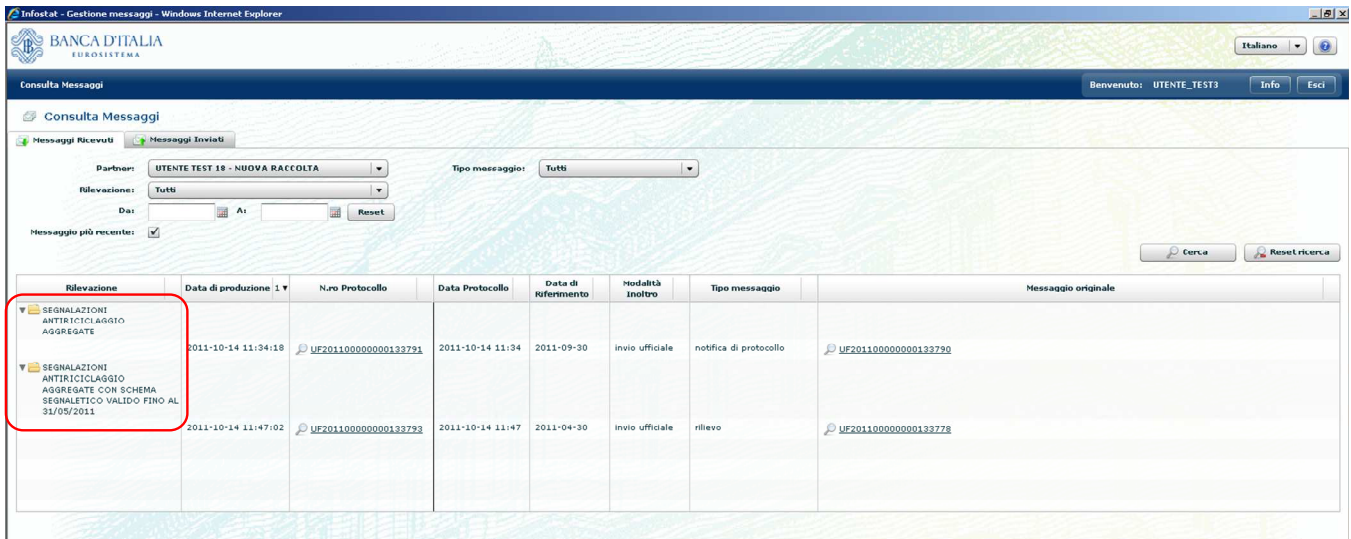 Infostat - Gestione messaggi - Windows Internet Explorer
BANCA D'ITALIA
EUROSISTEMA
Italiano
Consulta Messaggi
Benvenuto: UTENTE_TEST3 Info Esci
Consulta Messaggi
Messaggi Ricevuti Messaggi Inviati
Partner: UTENTE TEST 18 - NUOVA RACCOLTA Tipo messaggio: Tutti
Rilevazione: Tutti
Da: A: Reset
Messaggio più recente:
Cerca Reset ricerca
Rilevazione Data di produzione 1 N.ro Protocollo Data Protocollo Data di Riferimento Modalità Inoltro Tipo messaggio Messaggio originale
SEGNALAZIONI
ANTIRICICLAGGIO
AGGREGATE
2011-10-14 11:34:18 UF201100000000133791 2011-10-14 11:34 2011-09-30 invio ufficiale notifica di protocollo UF201100000000133790
SEGNALAZIONI
ANTIRICICLAGGIO
AGGREGATE CON SCHEMA
SEGNALETICO VALIDO FINO AL
31/05/2011
2011-10-14 11:47:02 UF201100000000133793 2011-10-14 11:47 2011-04-30 invio ufficiale rilievo UF201100000000133778